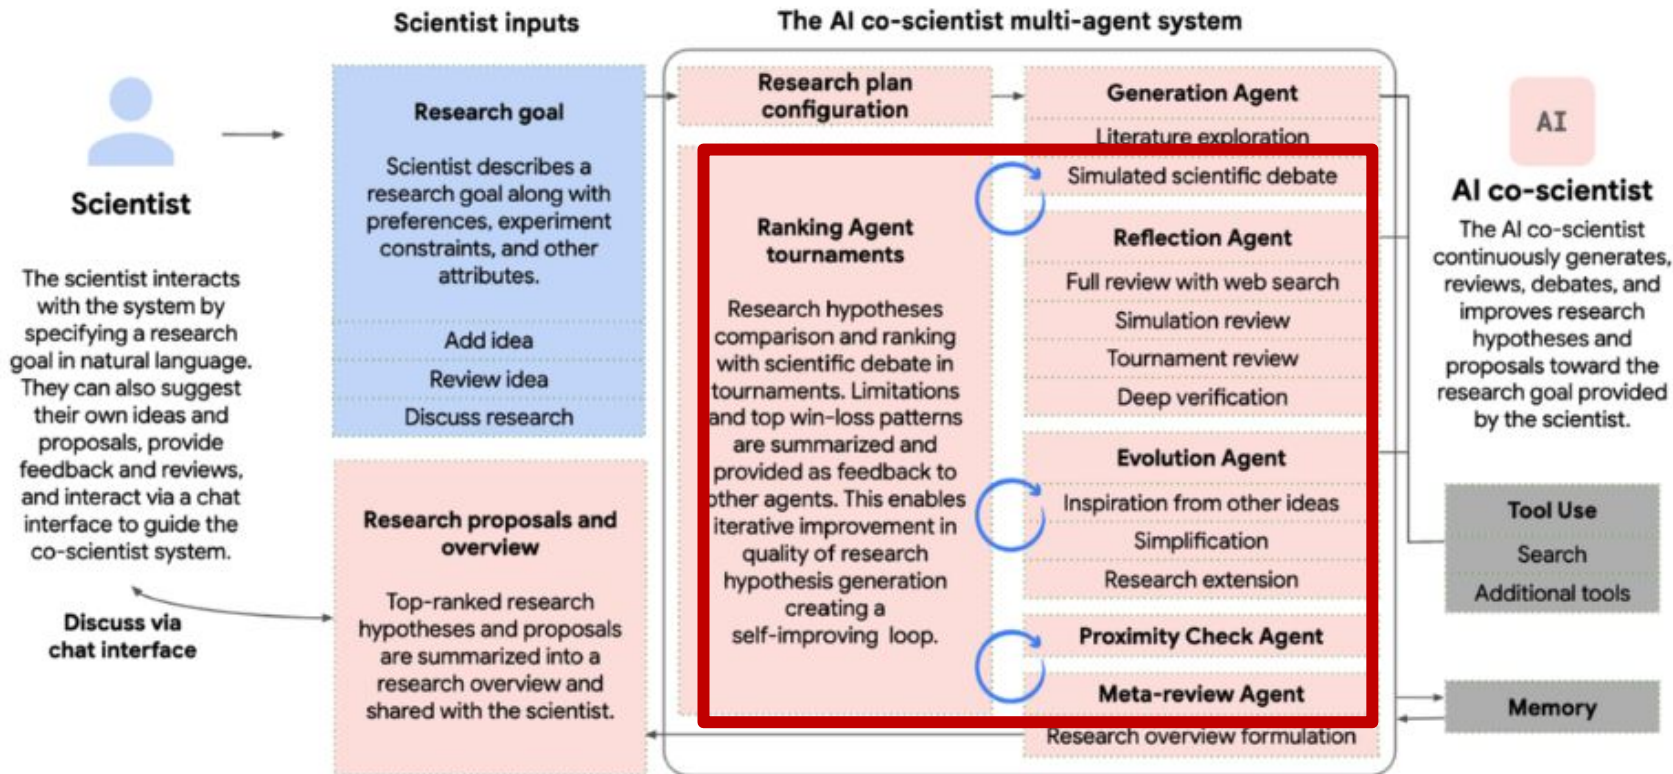 Scientist inputs
The AI co-scientist multi-agent system
Scientist
The scientist interacts
with the system by
specifying a research
goal in natural language.
They can also suggest
their own ideas and
proposals, provide
feedback and reviews,
and interact via a chat
interface to guide the
co-scientist system.
Discuss via
chat interface
Research goal
Scientist describes a
research goal along with
preferences, experiment
constraints, and other
attributes.
Add idea
Review idea
Discuss research
Research proposals and
overview
Top-ranked research
hypotheses and proposals
are summarized into a
research overview and
shared with the scientist.
Research plan
configuration
Ranking Agent
tournaments
Research hypotheses
comparison and ranking
with scientific debate in
tournaments. Limitations
and top win-loss patterns
are summarized and
provided as feedback to
other agents. This enables
iterative improvement in
quality of research
hypothesis generation
creating a
self-improving loop.
Generation Agent
Literature exploration
Simulated scientific debate
Reflection Agent
Full review with web search
Simulation review
Tournament review
Deep verification
Evolution Agent
Inspiration from other ideas
Simplification
Research extension
Proximity Check Agent
Meta-review Agent
Research overview formulation
AI
AI co-scientist
The AI co-scientist
continuously generates,
reviews, debates, and
improves research
hypotheses and
proposals toward the
research goal provided
by the scientist.
Tool Use
Search
Additional tools
Memory